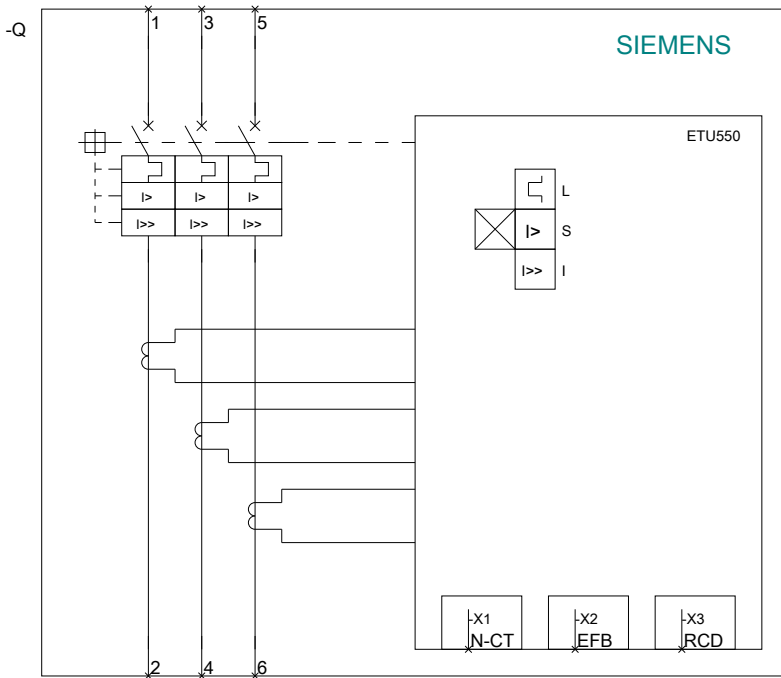 -Q
1 3 5
SIEMENS
ETU550
L
I> I> I>
I> S
I>> I>> I>>
I>> I
-X1 -X2 -X3
N-CT EFB RCD
2 4 6